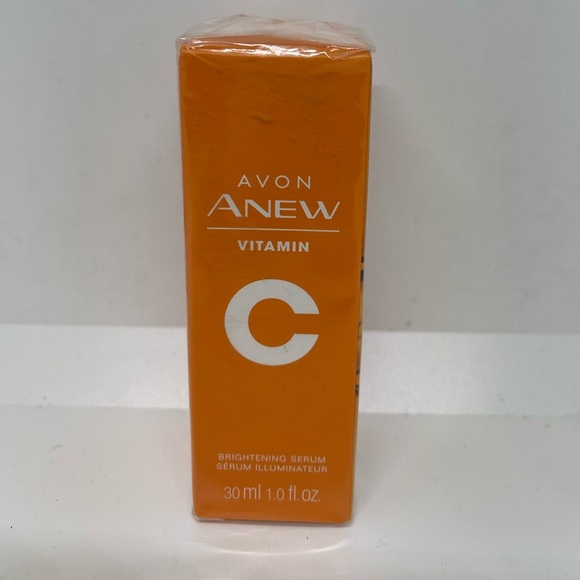 AVON
ANEW
VITAMIN
C
BRIGHTENING SERUM
SÉRUM ILLUMINATEUR
30 ml 1.0 fl. oz.